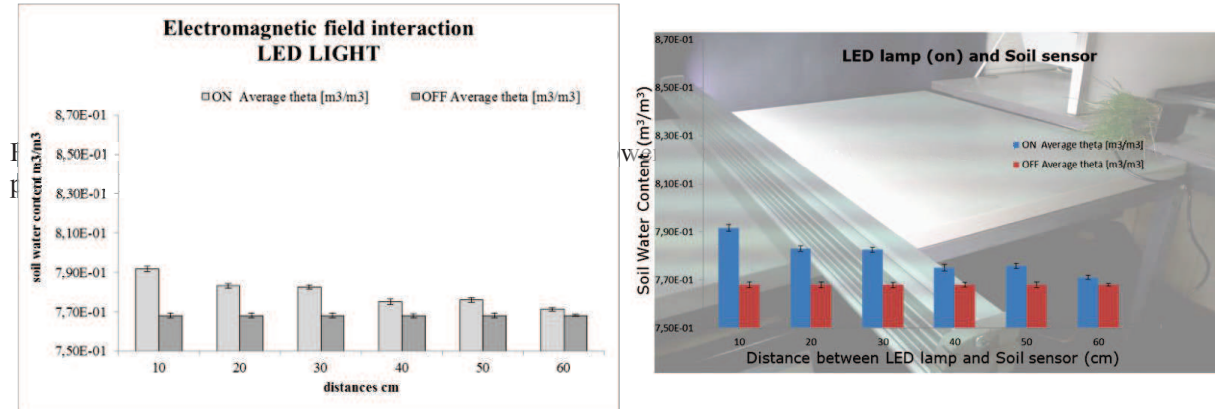 Electromagnetic field interaction
LED LIGHT
ON Average theta [m3/m3]
OFF Average theta [m3/m3]
soil water content m3/m3
8,70E-01
8,50E-01
8,30E-01
8,10E-01
7,90E-01
7,70E-01
7,50E-01
10 20 30 40 50 60
distances cm
LED lamp (on) and Soil sensor
ON Average theta [m3/m3]
OFF Average theta [m3/m3]
Soil Water Content (m³/m³)
8,70E-01
8,50E-01
8,30E-01
8,10E-01
7,90E-01
7,70E-01
7,50E-01
10 20 30 40 50 60
Distance between LED lamp and Soil sensor (cm)